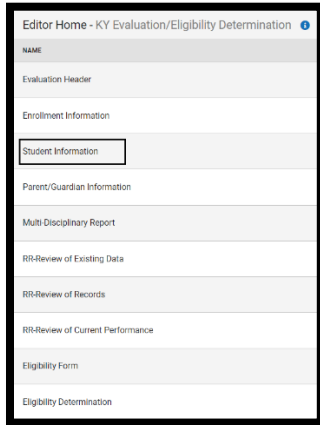 Editor Home - KY Evaluation/Eligibility Determination i
NAME
Evaluation Header
Enrollment Information
Student Information
Parent/Guardian Information
Multi-Disciplinary Report
RR-Review of Existing Data
RR-Review of Records
RR-Review of Current Performance
Eligibility Form
Eligibility Determination